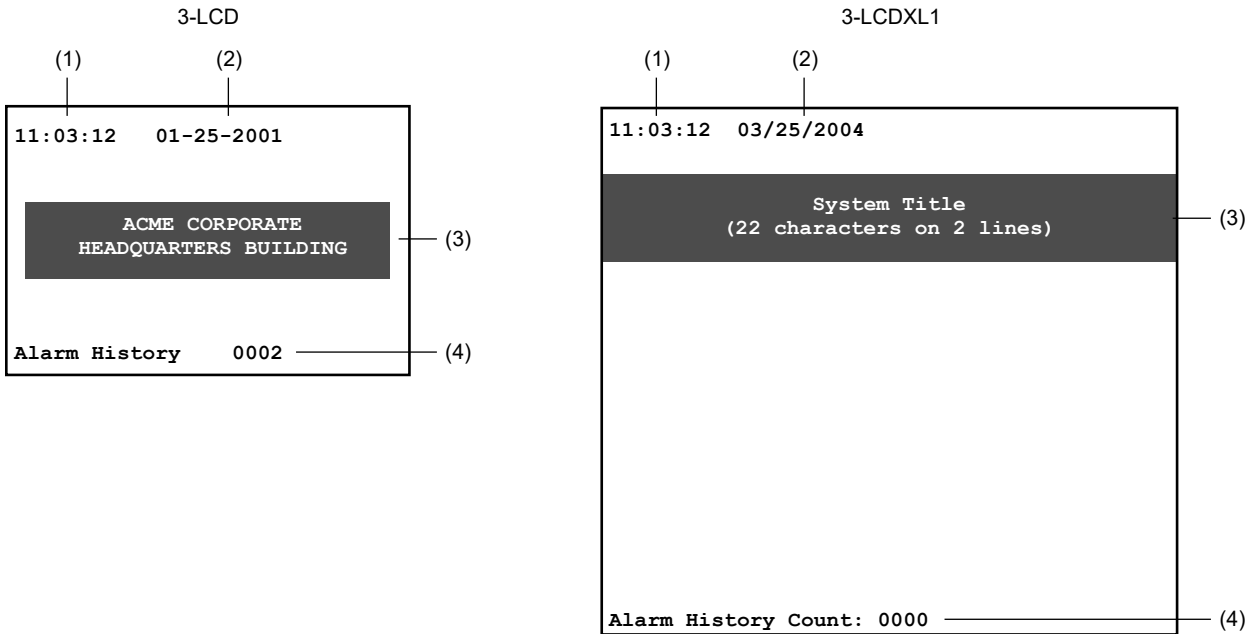 3-LCD
(1) (2)
11:03:12 01-25-2001
ACME CORPORATE
HEADQUARTERS BUILDING
(3)
Alarm History 0002
(4)
3-LCDXL1
(1) (2)
11:03:12 03/25/2004
System Title
(22 characters on 2 lines)
(3)
Alarm History Count: 0000
(4)